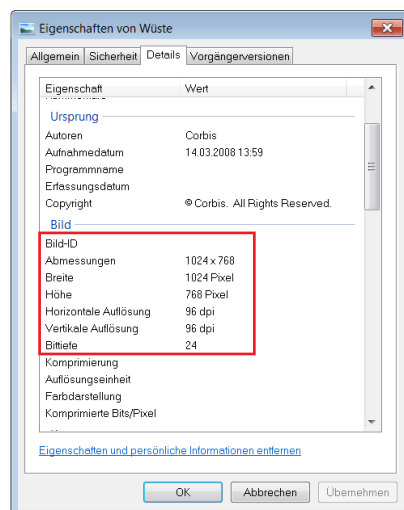 Eigenschaften von Wüste
Allgemein Sicherheit Details Vorgängerversionen
Eigenschaft Wert
Ursprung
Autoren Corbis
Aufnahmedatum 14.03.2008 13:59
Programmname
Erfassungsdatum
Copyright © Corbis. All Rights Reserved.
Bild
Bild-ID
Abmessungen 1024 x 768
Breite 1024 Pixel
Höhe 768 Pixel
Horizontale Auflösung 96 dpi
Vertikale Auflösung 96 dpi
Bittiefe 24
Komprimierung
Auflösungseinheit
Farbdarstellung
Komprimierte Bits/Pixel
Eigenschaften und persönliche Informationen entfernen
OK Abbrechen Übernehmen